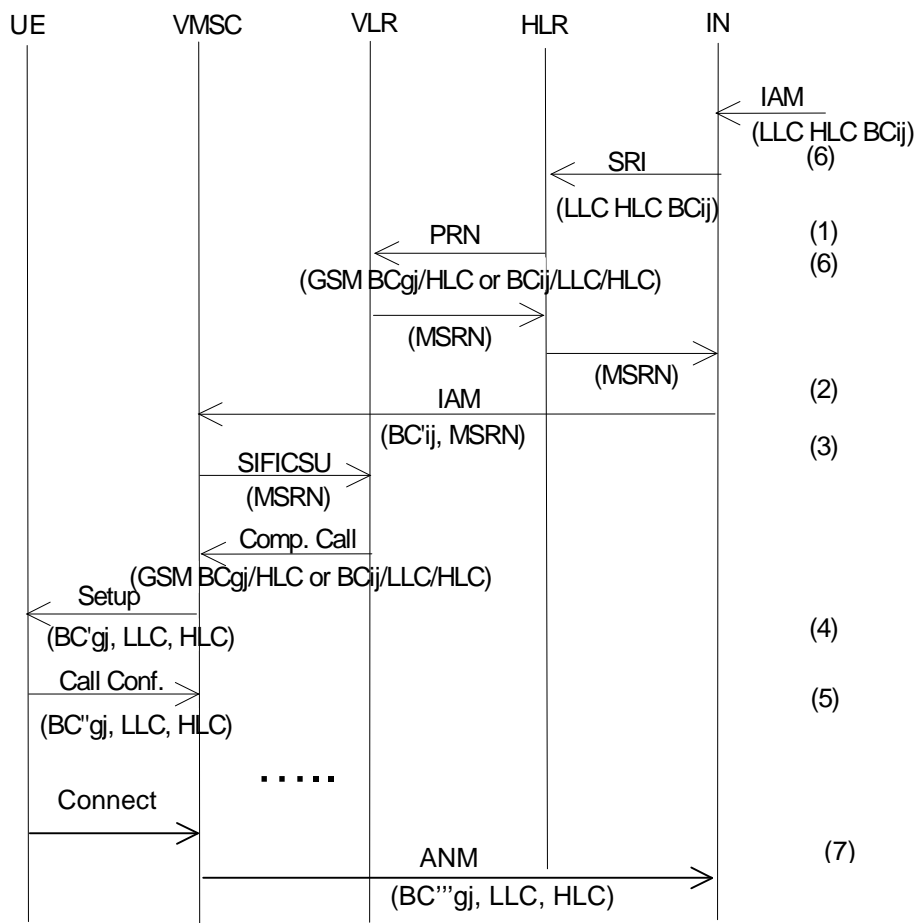 UE VMSC VLR HLR IN
IAM
(LLC HLC BCij)
(6)
SRI
(LLC HLC BCij)
(1)
PRN
(6)
(GSM BCgj/HLC or BCij/LLC/HLC)
(MSRN)
(MSRN)
(2)
IAM
(BC'ij, MSRN)
(3)
SIFICSU
(MSRN)
Comp. Call
(GSM BCgj/HLC or BCij/LLC/HLC)
Setup
(BC'gj, LLC, HLC)
(4)
Call Conf.
(5)
(BC"gj, LLC, HLC)
.....
Connect
ANM
(7)
(BC'''gj, LLC, HLC)